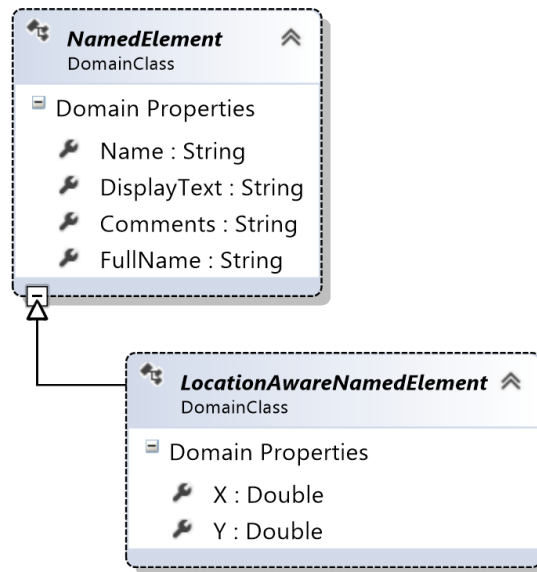 NamedElement
DomainClass
Domain Properties
Name : String
DisplayText : String
Comments : String
FullName : String
LocationAwareNamedElement
DomainClass
Domain Properties
X : Double
Y : Double